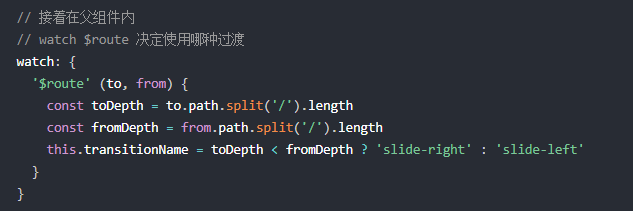 // 接着在父组件内
// watch $route 决定使用哪种过渡
watch: {
  '$route' (to, from) {
    const toDepth = to.path.split('/').length
    const fromDepth = from.path.split('/').length
    this.transitionName = toDepth < fromDepth ? 'slide-right' : 'slide-left'
  }
}